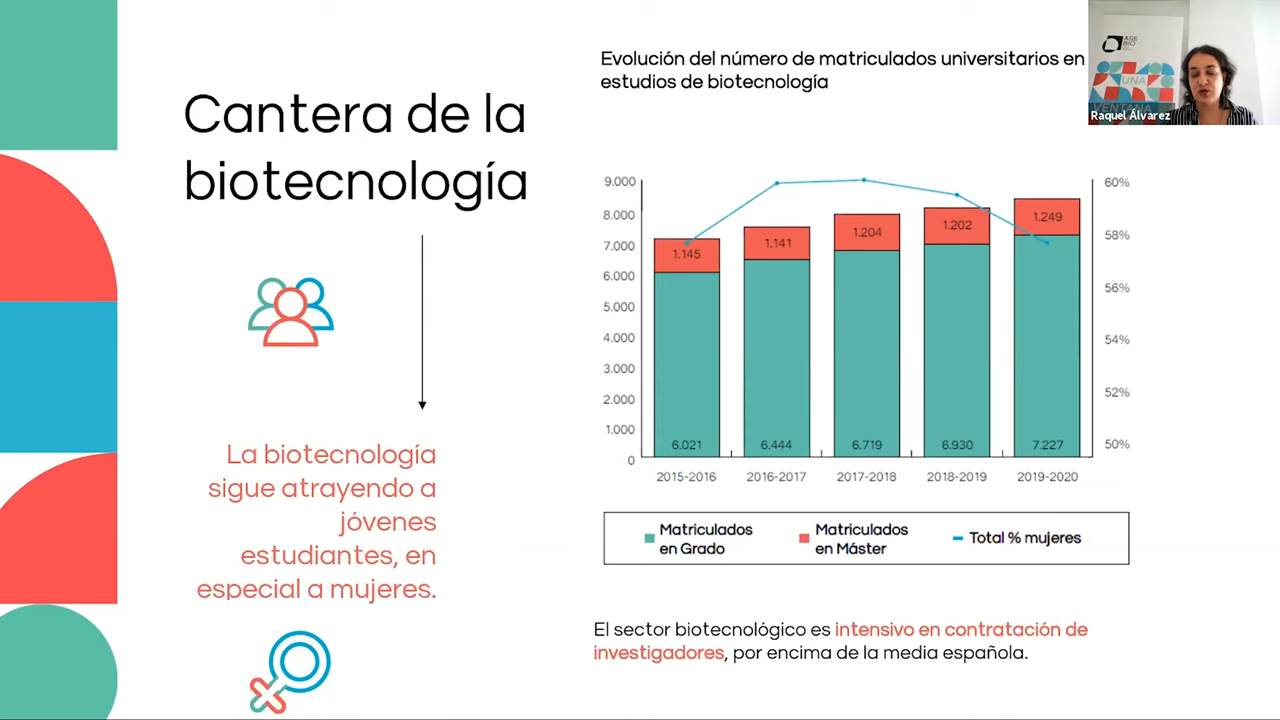 Cantera de la
biotecnología
La biotecnología
sigue atrayendo a
jóvenes
estudiantes, en
especial a mujeres.
Evolución del número de matriculados universitarios en
estudios de biotecnología
9.000
8.000
7.000
6.000
5.000
4.000
3.000
2.000
1.000
0
60%
58%
56%
54%
52%
50%
1.145
1.141
1.204
1.202
1.249
6.021
6.444
6.719
6.930
7.227
2015-2016
2016-2017
2017-2018
2018-2019
2019-2020
Matriculados
en Grado
Matriculados
en Máster
Total % mujeres
El sector biotecnológico es intensivo en contratación de
investigadores, por encima de la media española.
ASE
BIO
UNA
VENTANA
Raquel Álvarez